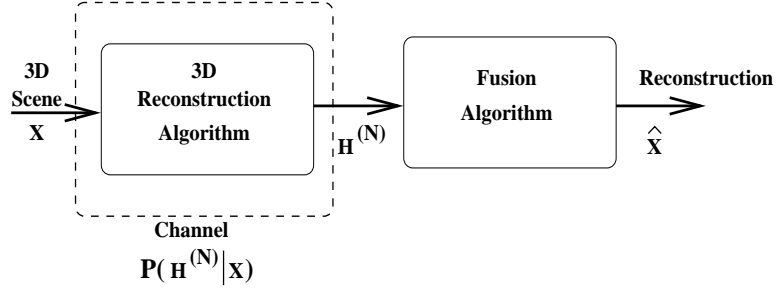 3D
Scene
X
3D
Reconstruction
Algorithm
H^(N)
Fusion
Algorithm
Reconstruction
X̂
Channel
P(H^(N)|X)